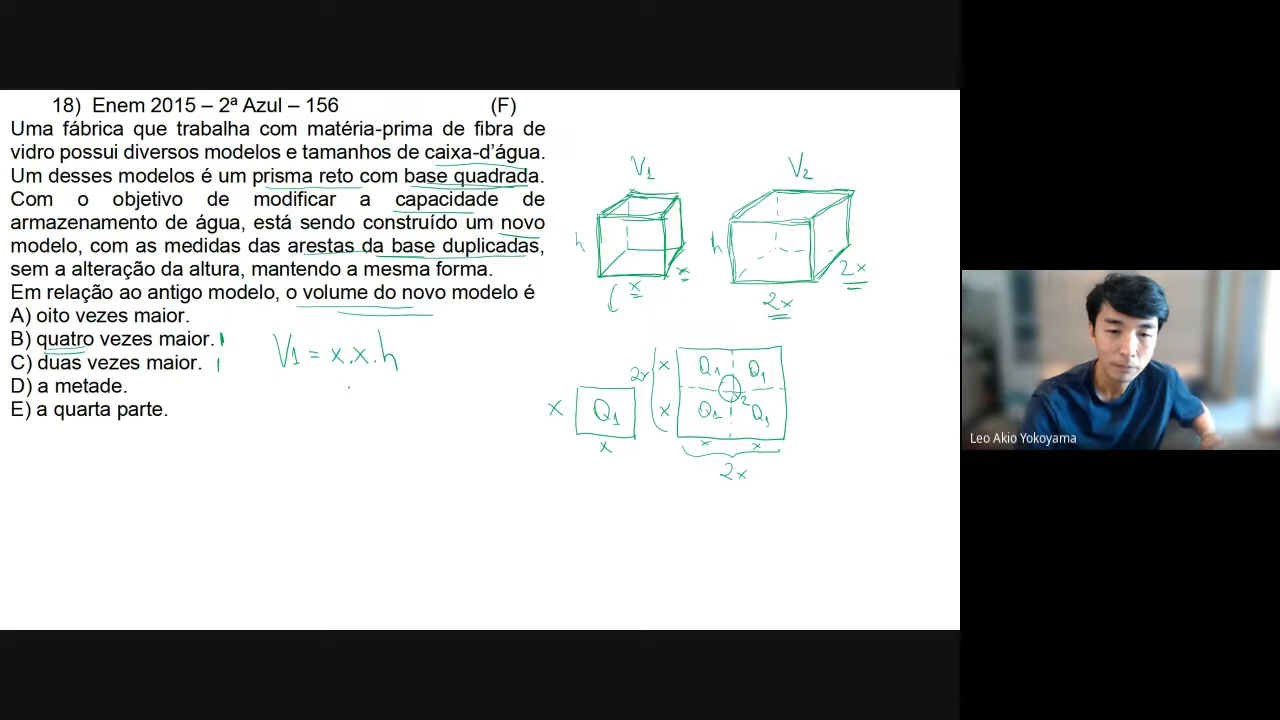 18) Enem 2015 – 2ª Azul – 156 (F)
Uma fábrica que trabalha com matéria-prima de fibra de
vidro possui diversos modelos e tamanhos de caixa-d’água.
Um desses modelos é um prisma reto com base quadrada.
Com o objetivo de modificar a capacidade de
armazenamento de água, está sendo construído um novo
modelo, com as medidas das arestas da base duplicadas,
sem a alteração da altura, mantendo a mesma forma.
Em relação ao antigo modelo, o volume do novo modelo é
A) oito vezes maior.
B) quatro vezes maior.
C) duas vezes maior.
D) a metade.
E) a quarta parte.
V1 = x.x.h
V1
V2
h
x
x
h
2x
2x
x
Q1
x
2x
x
x
Q1
Q1
Q2
Q1
Q1
x
x
2x
Leo Akio Yokoyama